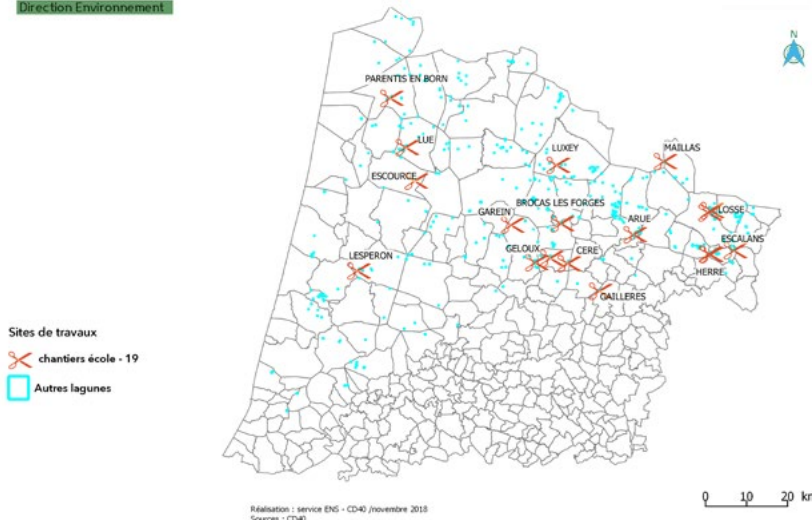 Direction Environnement
N
PARENTIS EN BORN
LUE
LUXEY
MAILLAS
ESCOURCE
BROCAS LES FORGES
LOSSE
GAREIN
ARUE
ESCALANS
GELOUX
CERE
LESPERON
HERRE
GAILLERES
Sites de travaux
chantiers école - 19
Autres lagunes
0 10 20 km
Réalisation : service ENS - CD40 /novembre 2018
Sources : CD40